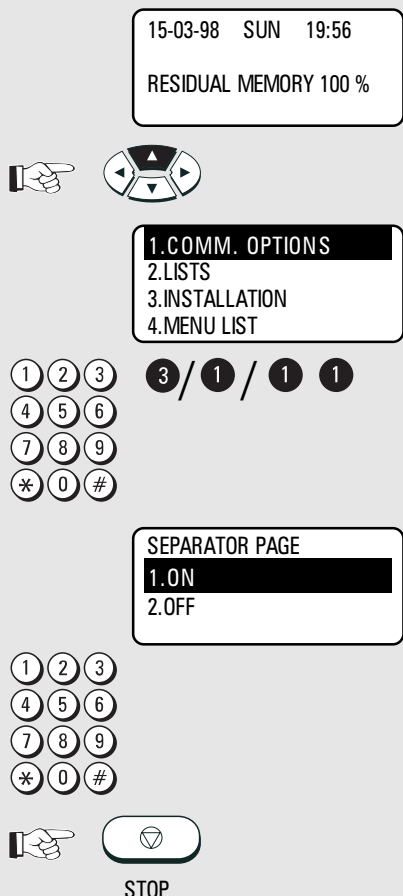 15-03-98 SUN 19:56
RESIDUAL MEMORY 100 %
1.COMM. OPTIONS
2.LISTS
3.INSTALLATION
4.MENU LIST
1 2 3 3 / 1 / 1 1
4 5 6
7 8 9
* 0 #
SEPARATOR PAGE
1.ON
2.OFF
1 2 3
4 5 6
7 8 9
* 0 #
STOP